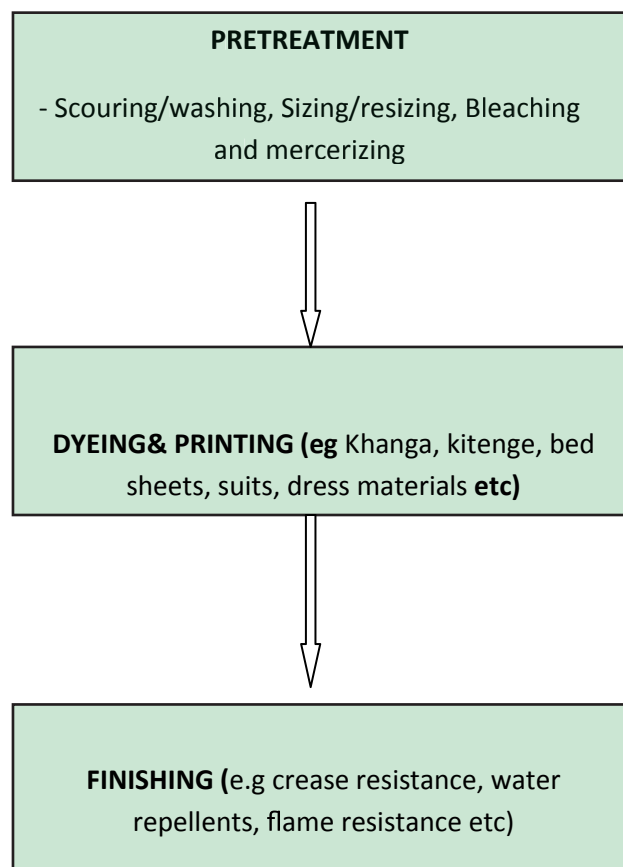 PRETREATMENT
- Scouring/washing, Sizing/resizing, Bleaching
and mercerizing
DYEING& PRINTING (eg Khanga, kitenge, bed
sheets, suits, dress materials etc)
FINISHING (e.g crease resistance, water
repellents, flame resistance etc)